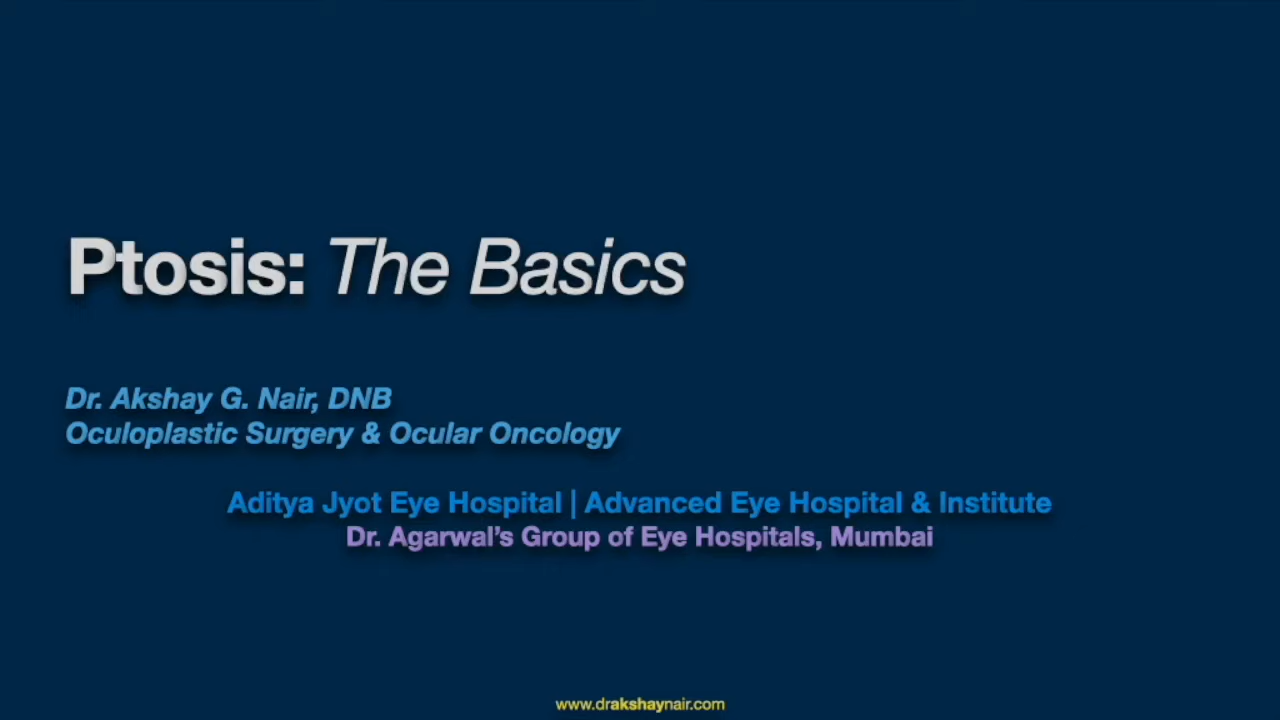 Ptosis: The Basics
Dr. Akshay G. Nair, DNB
Oculoplastic Surgery & Ocular Oncology
Aditya Jyot Eye Hospital | Advanced Eye Hospital & Institute
Dr. Agarwal’s Group of Eye Hospitals, Mumbai
www.drakshaynair.com